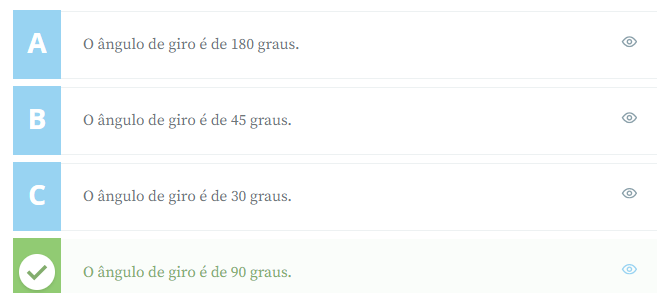 A O ângulo de giro é de 180 graus.
B O ângulo de giro é de 45 graus.
C O ângulo de giro é de 30 graus.
O ângulo de giro é de 90 graus.